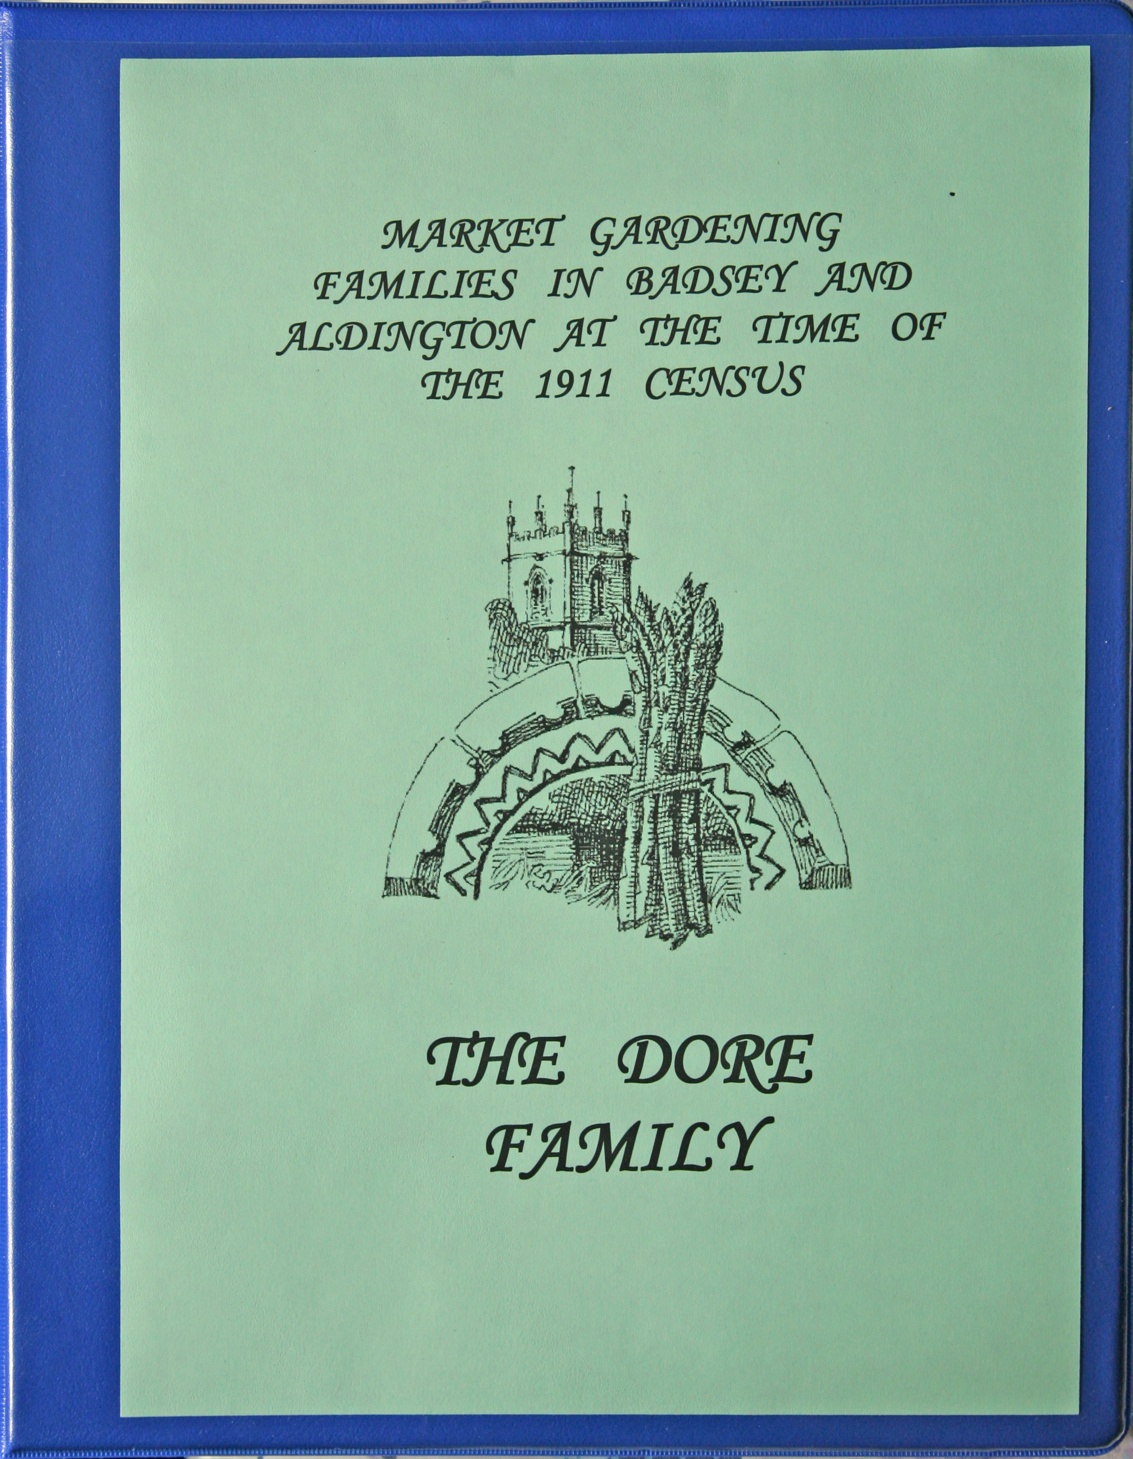 MARKET GARDENING
FAMILIES IN BADSEY AND
ALDINGTON AT THE TIME OF
THE 1911 CENSUS
THE DORE
FAMILY